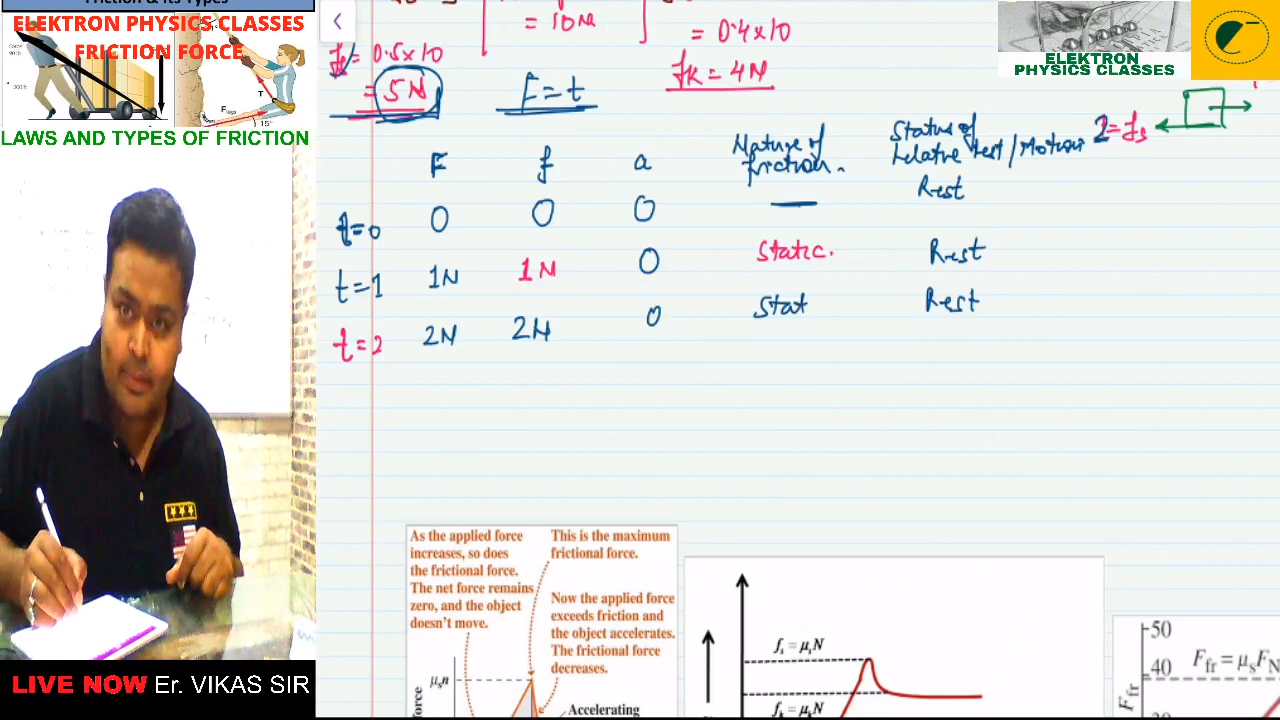 Friction & Its Types
ELEKTRON PHYSICS CLASSES
FRICTION FORCE
LAWS AND TYPES OF FRICTION
= 10N
= 0.4×10
= 0.5×10
fk = 4N
= 5N
F = t
ELEKTRON
PHYSICS CLASSES
F f a Nature of friction. Status of relative rest/Motion
2 = fs
t=0 0 0 0 — Rest
t=1 1N 1N 0 Static. Rest
t=2 2N 2N 0 Stat Rest
As the applied force
increases, so does
the frictional force.
The net force remains
zero, and the object
doesn't move.
This is the maximum
frictional force.
Now the applied force
exceeds friction and
the object accelerates.
The frictional force
decreases.
μsn
Accelerating
fs = μsN
fk = μkN
50
40
Ffr = μsFN
Ffr
T
15°
LIVE NOW Er. VIKAS SIR